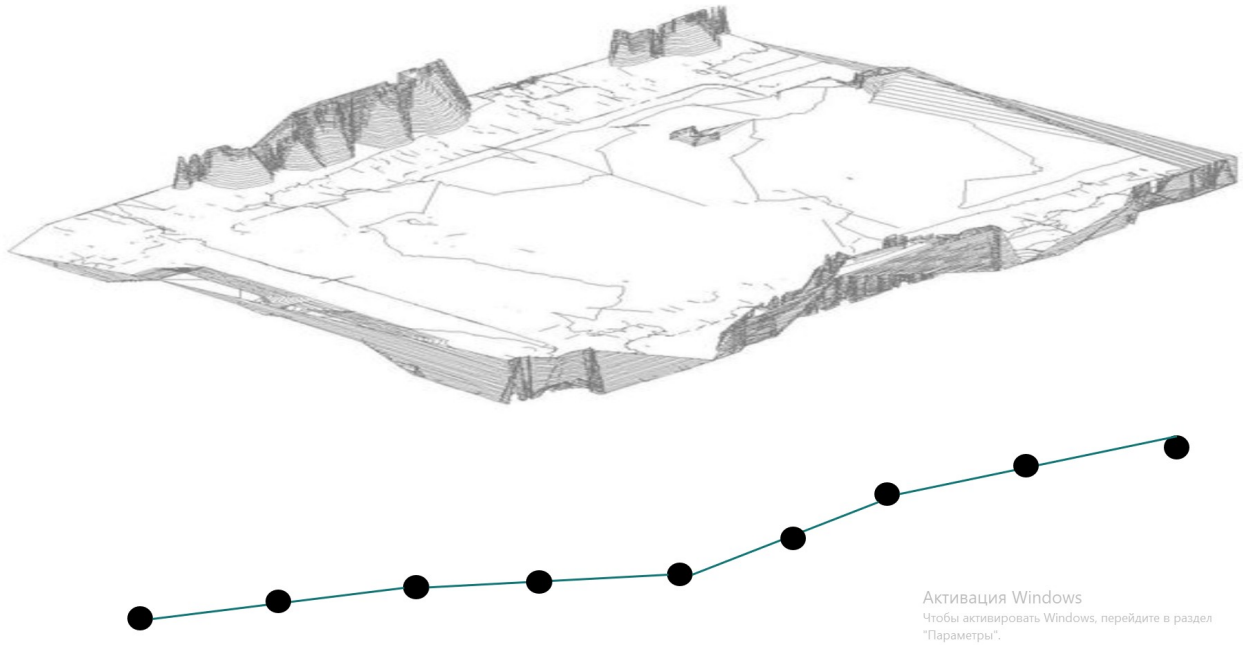 Активация Windows
Чтобы активировать Windows, перейдите в раздел
"Параметры".